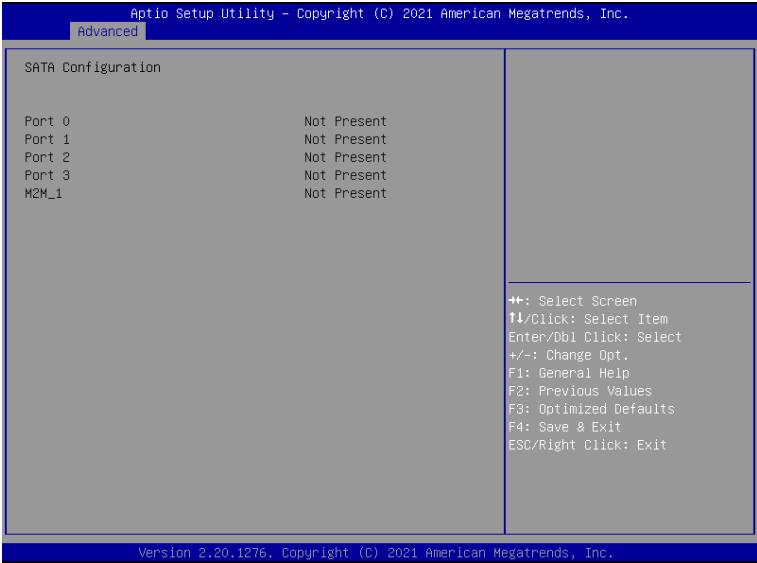 Aptio Setup Utility – Copyright (C) 2021 American Megatrends, Inc.
Advanced
SATA Configuration
Port 0 Not Present
Port 1 Not Present
Port 2 Not Present
Port 3 Not Present
M2M_1 Not Present
→←: Select Screen
↑↓/Click: Select Item
Enter/Dbl Click: Select
+/-: Change Opt.
F1: General Help
F2: Previous Values
F3: Optimized Defaults
F4: Save & Exit
ESC/Right Click: Exit
Version 2.20.1276. Copyright (C) 2021 American Megatrends, Inc.